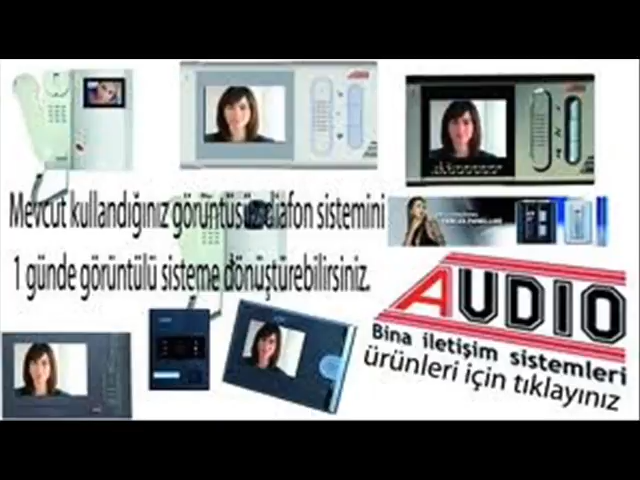 Mevcut kullandığınız görüntüsüz diafon sistemini
1 günde görüntülü sisteme dönüştürebilirsiniz.
AUDIO
Bina iletişim sistemleri
ürünleri için tıklayınız